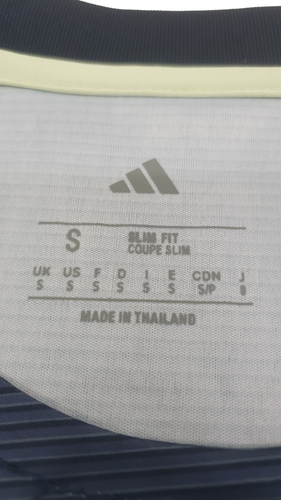 S SLIM FIT
COUPE SLIM
UK US F D I E CDN J
S S S S S S S/P
MADE IN THAILAND